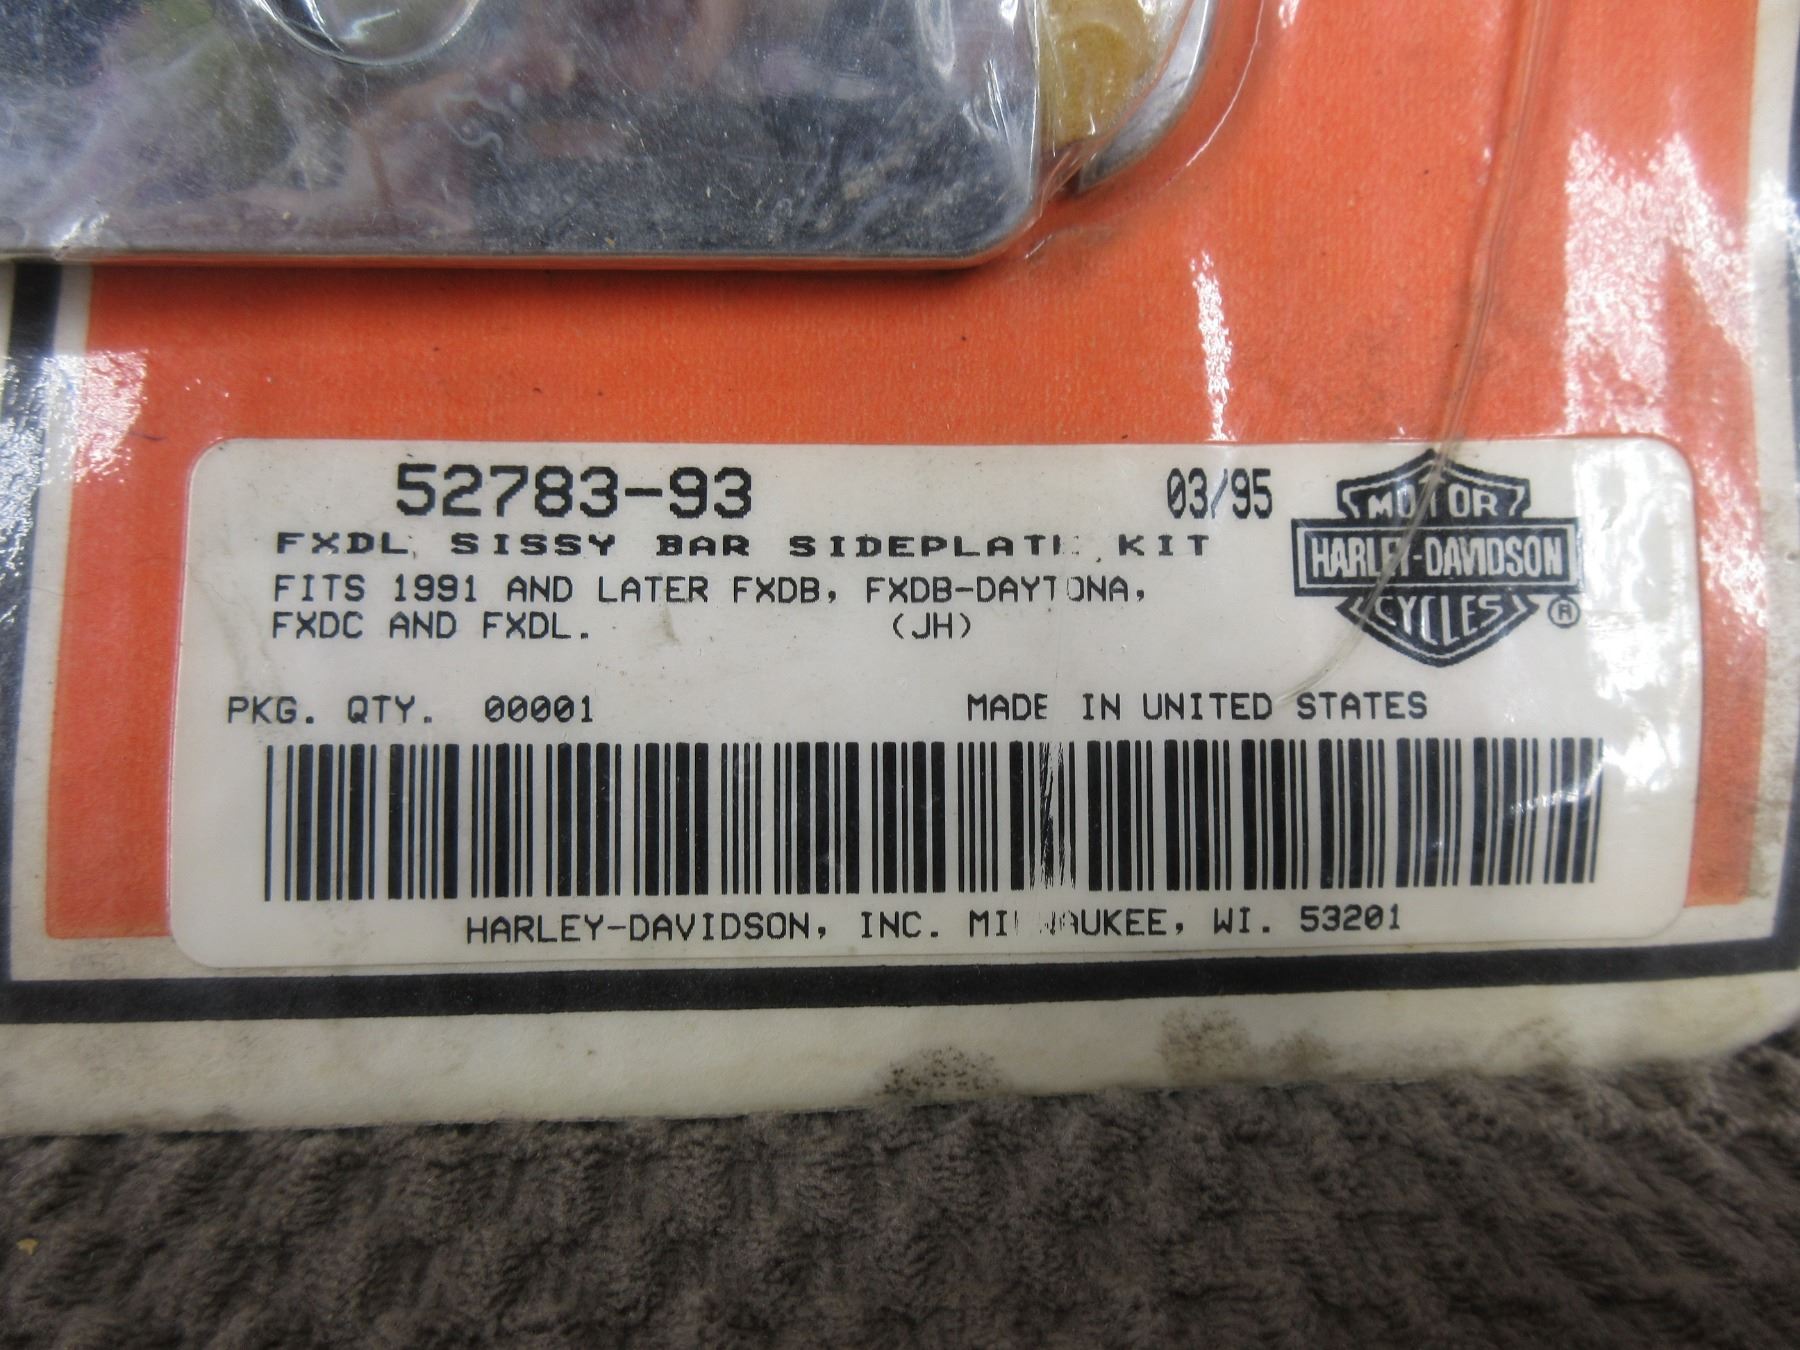 52783-93 03/95
FXDL SISSY BAR SIDEPLATE KIT
FITS 1991 AND LATER FXDB, FXDB-DAYTONA,
FXDC AND FXDL. (JH)
MOTOR
HARLEY-DAVIDSON
CYCLES ®
PKG. QTY. 00001 MADE IN UNITED STATES
HARLEY-DAVIDSON, INC. MILWAUKEE, WI. 53201